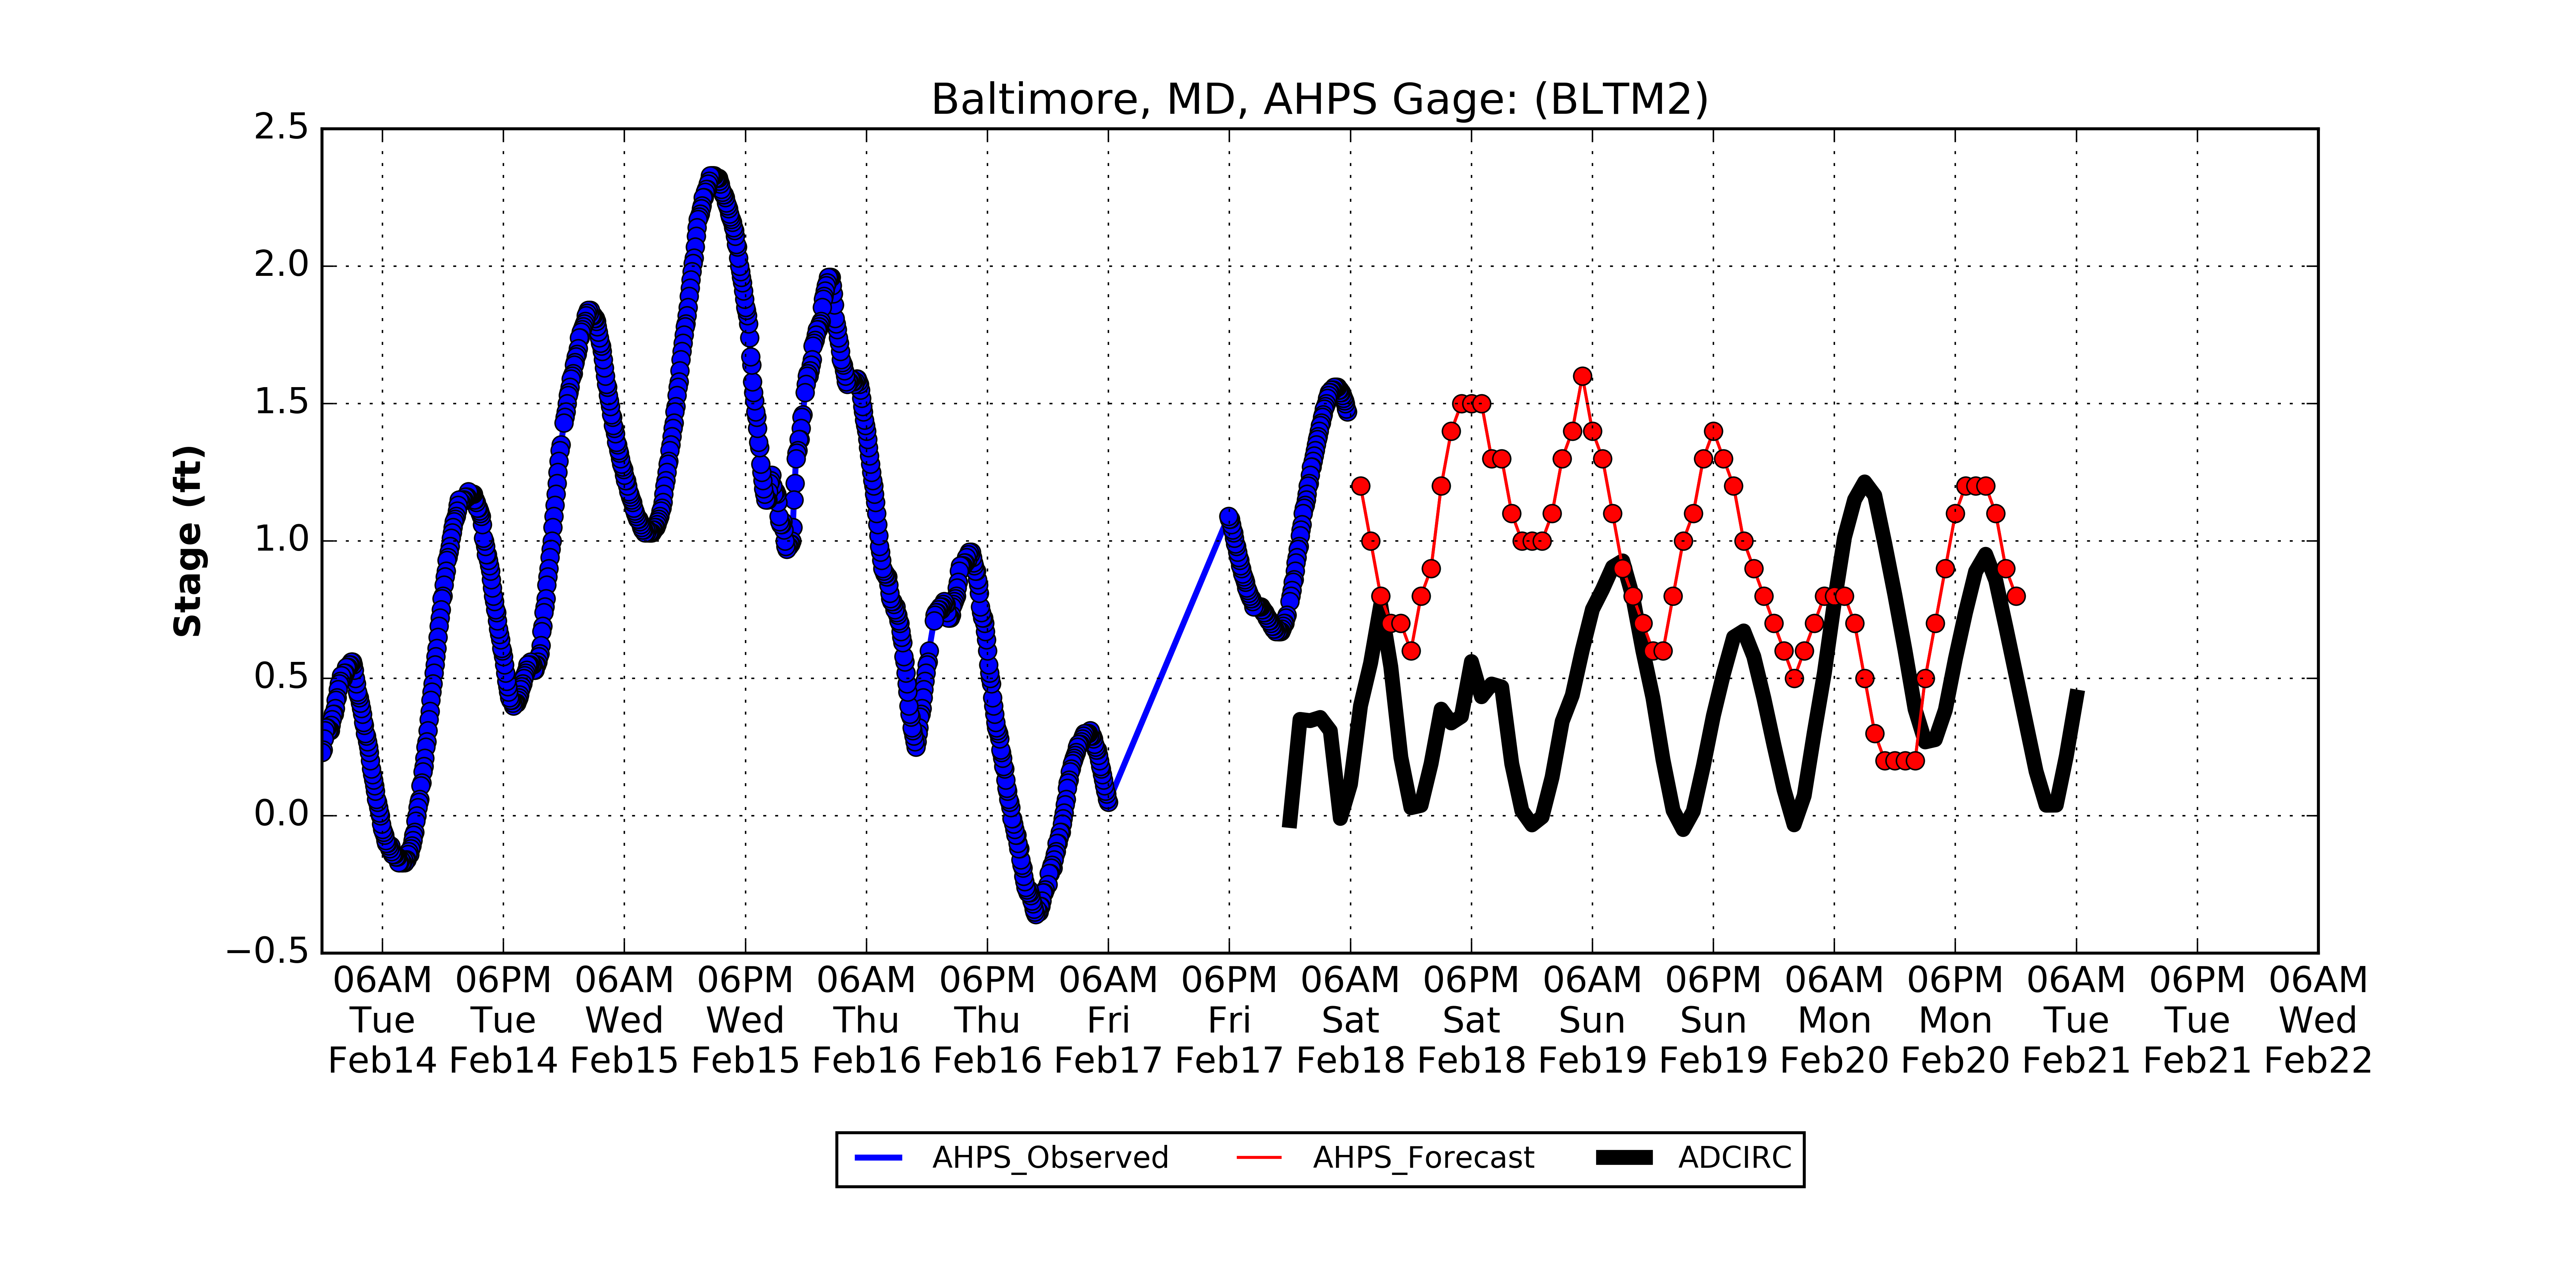 Baltimore, MD, AHPS Gage: (BLTM2)
Stage (ft)
2.5
2.0
1.5
1.0
0.5
0.0
−0.5
06AM 06PM 06AM 06PM 06AM 06PM 06AM 06PM 06AM 06PM 06AM 06PM 06AM 06PM 06AM 06PM 06AM
Tue Tue Wed Wed Thu Thu Fri Fri Sat Sat Sun Sun Mon Mon Tue Tue Wed
Feb14 Feb14 Feb15 Feb15 Feb16 Feb16 Feb17 Feb17 Feb18 Feb18 Feb19 Feb19 Feb20 Feb20 Feb21 Feb21 Feb22
AHPS_Observed AHPS_Forecast ADCIRC